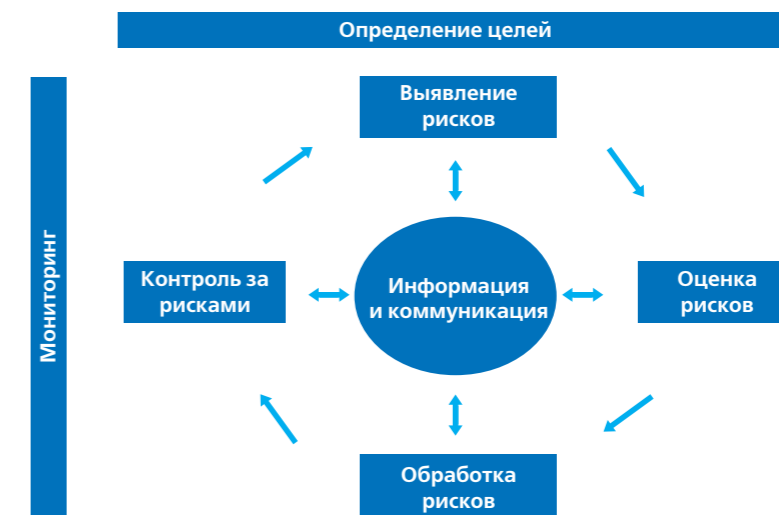 Определение целей
Выявление
рисков
Мониторинг
Контроль за
рисками
Информация
и коммуникация
Оценка
рисков
Обработка
рисков